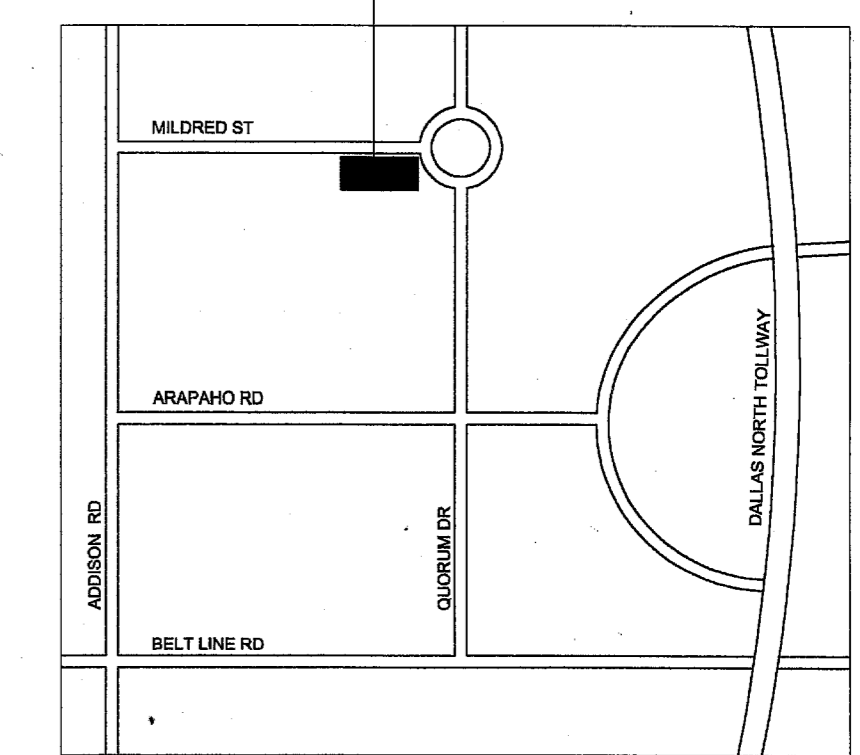 MILDRED ST
ARAPAHO RD
DALLAS NORTH TOLLWAY
ADDISON RD
QUORUM DR
BELT LINE RD